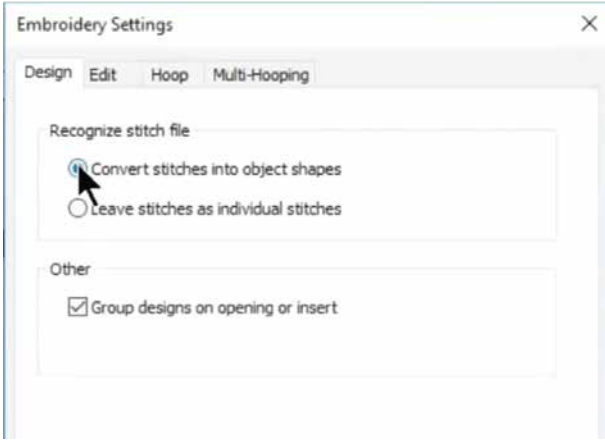 Embroidery Settings
Design Edit Hoop Multi-Hooping
Recognize stitch file
Convert stitches into object shapes
Leave stitches as individual stitches
Other
Group designs on opening or insert